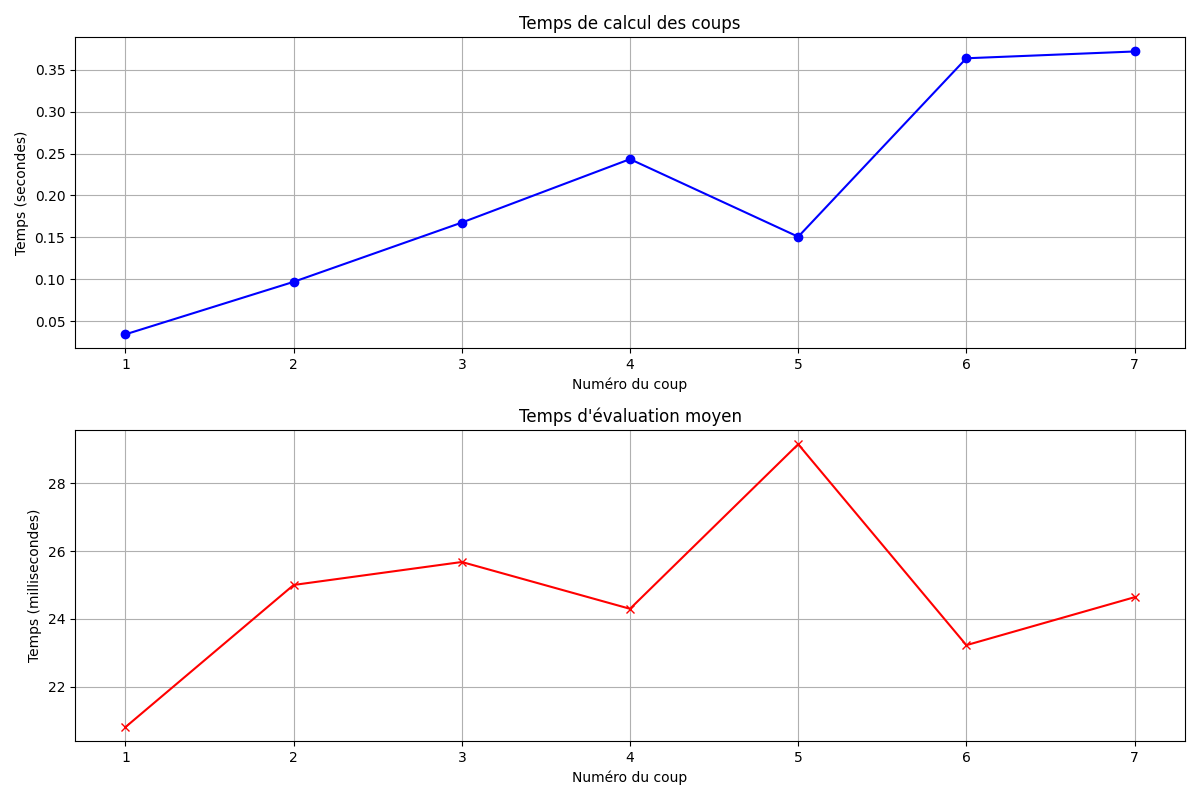 Temps de calcul des coups
Temps (secondes)
0.35
0.30
0.25
0.20
0.15
0.10
0.05
1 2 3 4 5 6 7
Numéro du coup
Temps d'évaluation moyen
Temps (millisecondes)
28
26
24
22
1 2 3 4 5 6 7
Numéro du coup